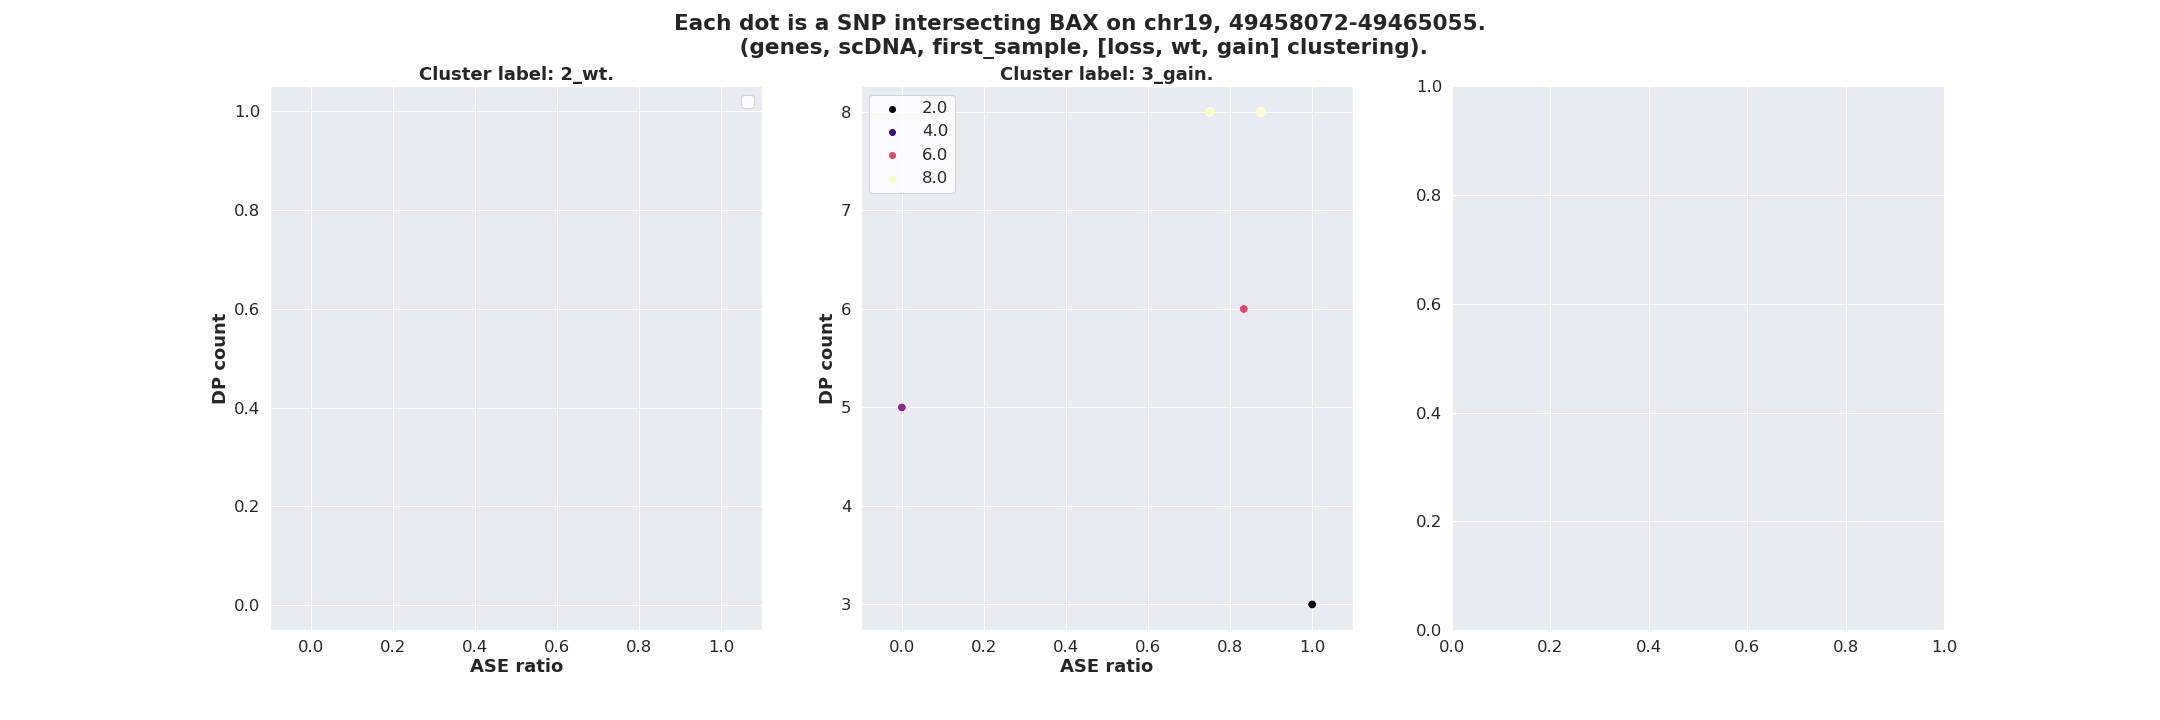 Each dot is a SNP intersecting BAX on chr19, 49458072-49465055.
(genes, scDNA, first_sample, [loss, wt, gain] clustering).
Cluster label: 2_wt.
DP count
1.0
0.8
0.6
0.4
0.2
0.0
0.0 0.2 0.4 0.6 0.8 1.0
ASE ratio
Cluster label: 3_gain.
2.0
4.0
6.0
8.0
DP count
8
7
6
5
4
3
0.0 0.2 0.4 0.6 0.8 1.0
ASE ratio
1.0
0.8
0.6
0.4
0.2
0.0
0.0 0.2 0.4 0.6 0.8 1.0